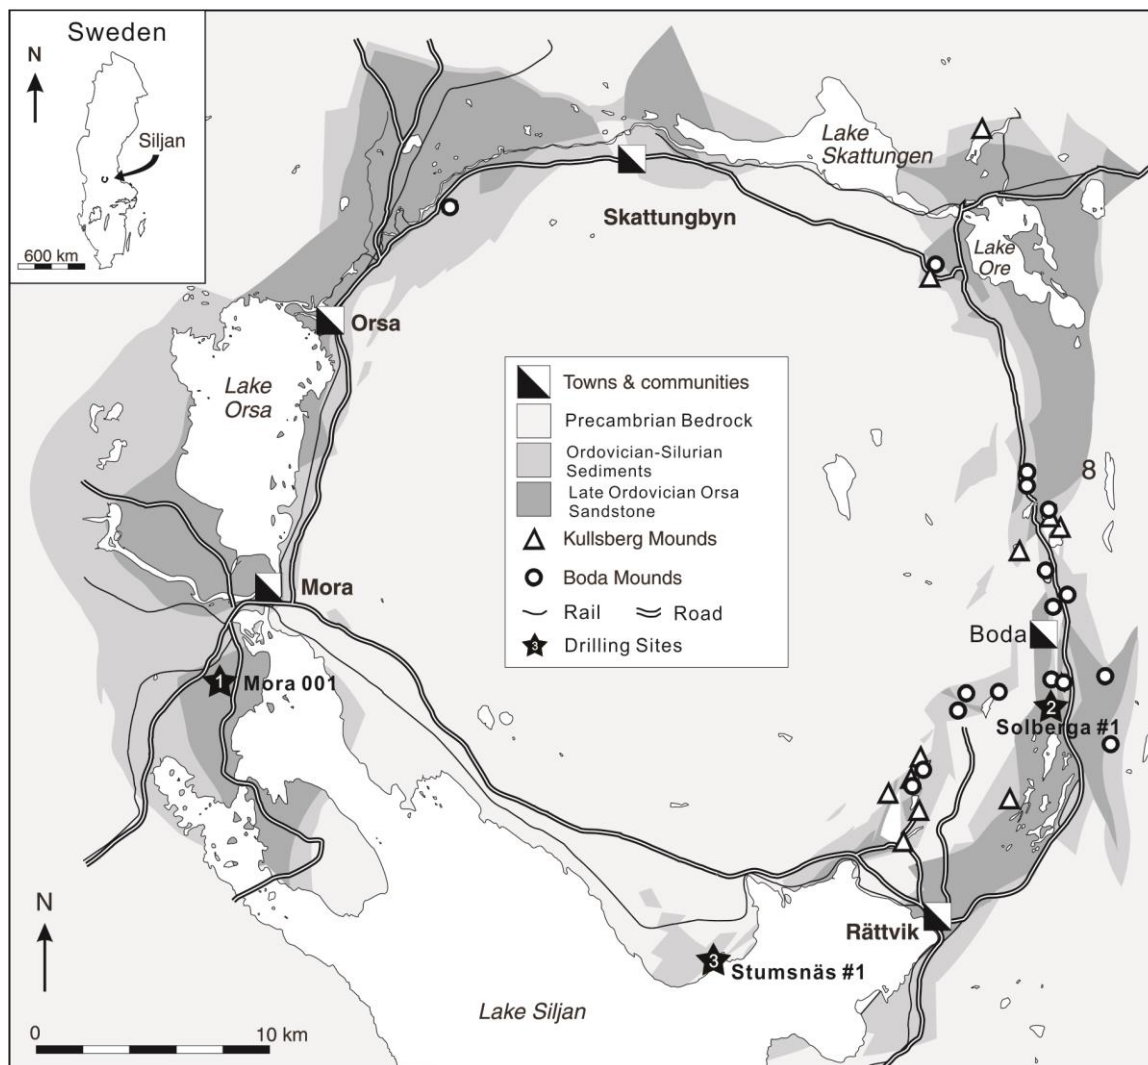 Sweden
N
Siljan
600 km
Lake
Skattungen
Skattungbyn
Lake
Ore
Orsa
Lake
Orsa
Towns & communities
Precambrian Bedrock
Ordovician-Silurian
Sediments
Late Ordovician Orsa
Sandstone
Kullsberg Mounds
Boda Mounds
Rail
Road
3
Drilling Sites
8
Mora
Boda
1
Mora 001
2
Solberga #1
N
Rättvik
3
Stumsnäs #1
Lake Siljan
0
10 km